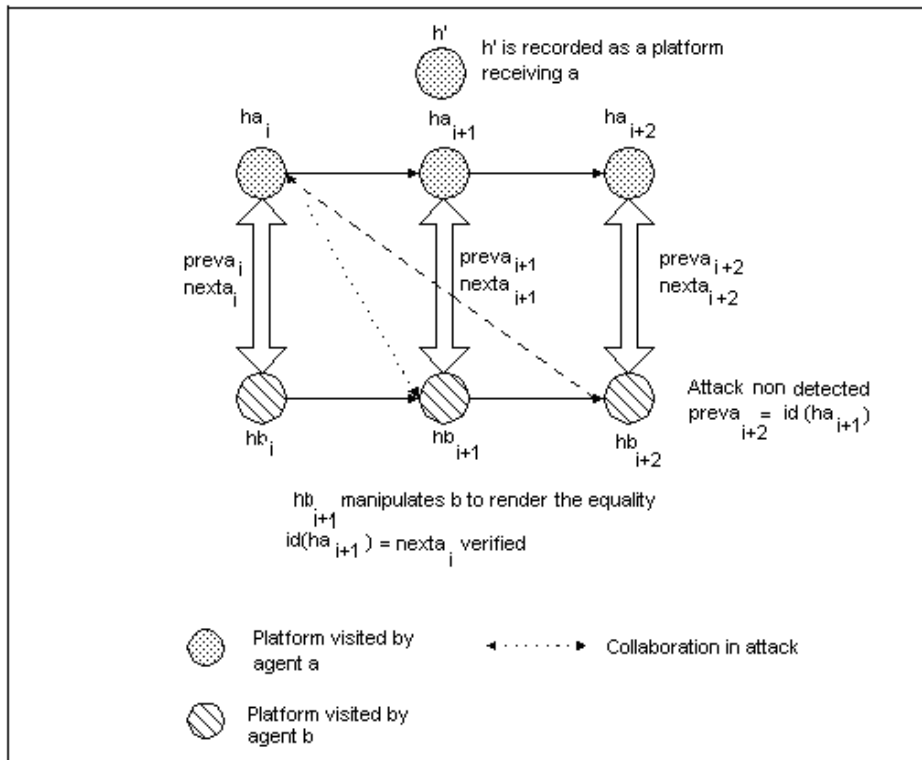 h'
h' is recorded as a platform
receiving a
ha i
ha i+1
ha i+2
preva i
nexta i
preva i+1
nexta i+1
preva i+2
nexta i+2
Attack non detected
preva i+2 = id (ha i+1)
hb i
hb i+1
hb i+2
hb i+1 manipulates b to render the equality
id(ha i+1) = nexta i verified
Platform visited by
agent a
Collaboration in attack
Platform visited by
agent b